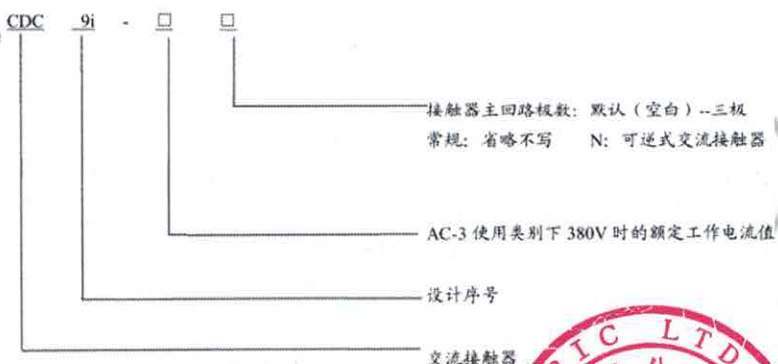 CDC 9i - □ □
接触器主回路极数：默认（空白）--三极
常规：省略不写 N：可逆式交流接触器
AC-3 使用类别下 380V 时的额定工作电流值
设计序号
交流接触器
IC LTD